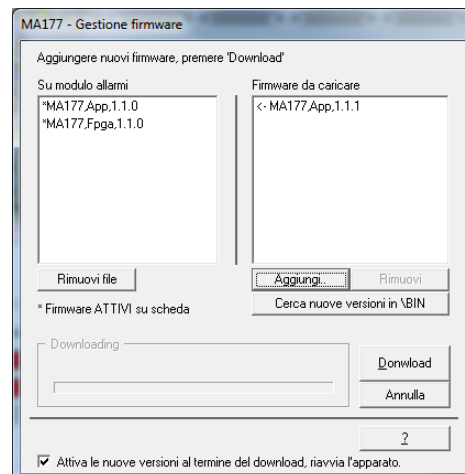 MA177 - Gestione firmware
Aggiungere nuovi firmware, premere 'Download'
Su modulo allarmi
*MA177,App,1.1.0
*MA177,Fpga,1.1.0
Firmware da caricare
<- MA177,App,1.1.1
Rimuovi file
Aggiungi..
Rimuovi
* Firmware ATTIVI su scheda
Cerca nuove versioni in \BIN
Downloading
Donwload
Annulla
?
Attiva le nuove versioni al termine del download, riavvia l'apparato.